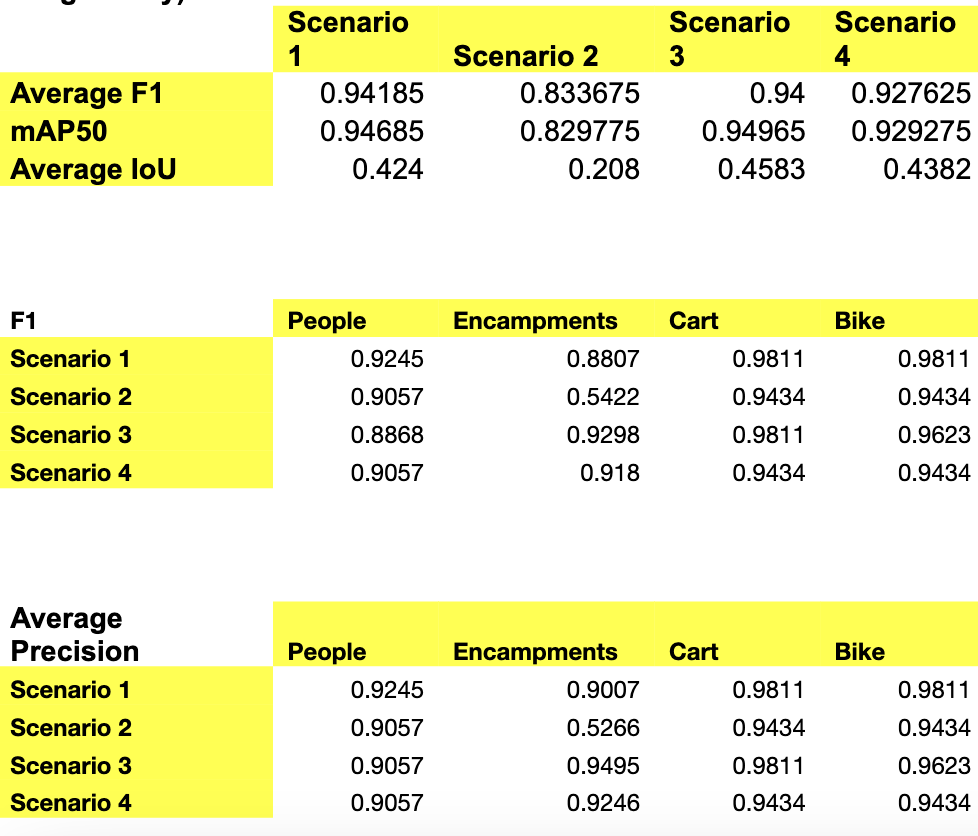 Scenario 1 Scenario 2 Scenario 3 Scenario 4
Average F1 0.94185 0.833675 0.94 0.927625
mAP50 0.94685 0.829775 0.94965 0.929275
Average IoU 0.424 0.208 0.4583 0.4382
F1 People Encampments Cart Bike
Scenario 1 0.9245 0.8807 0.9811 0.9811
Scenario 2 0.9057 0.5422 0.9434 0.9434
Scenario 3 0.8868 0.9298 0.9811 0.9623
Scenario 4 0.9057 0.918 0.9434 0.9434
Average
Precision People Encampments Cart Bike
Scenario 1 0.9245 0.9007 0.9811 0.9811
Scenario 2 0.9057 0.5266 0.9434 0.9434
Scenario 3 0.9057 0.9495 0.9811 0.9623
Scenario 4 0.9057 0.9246 0.9434 0.9434